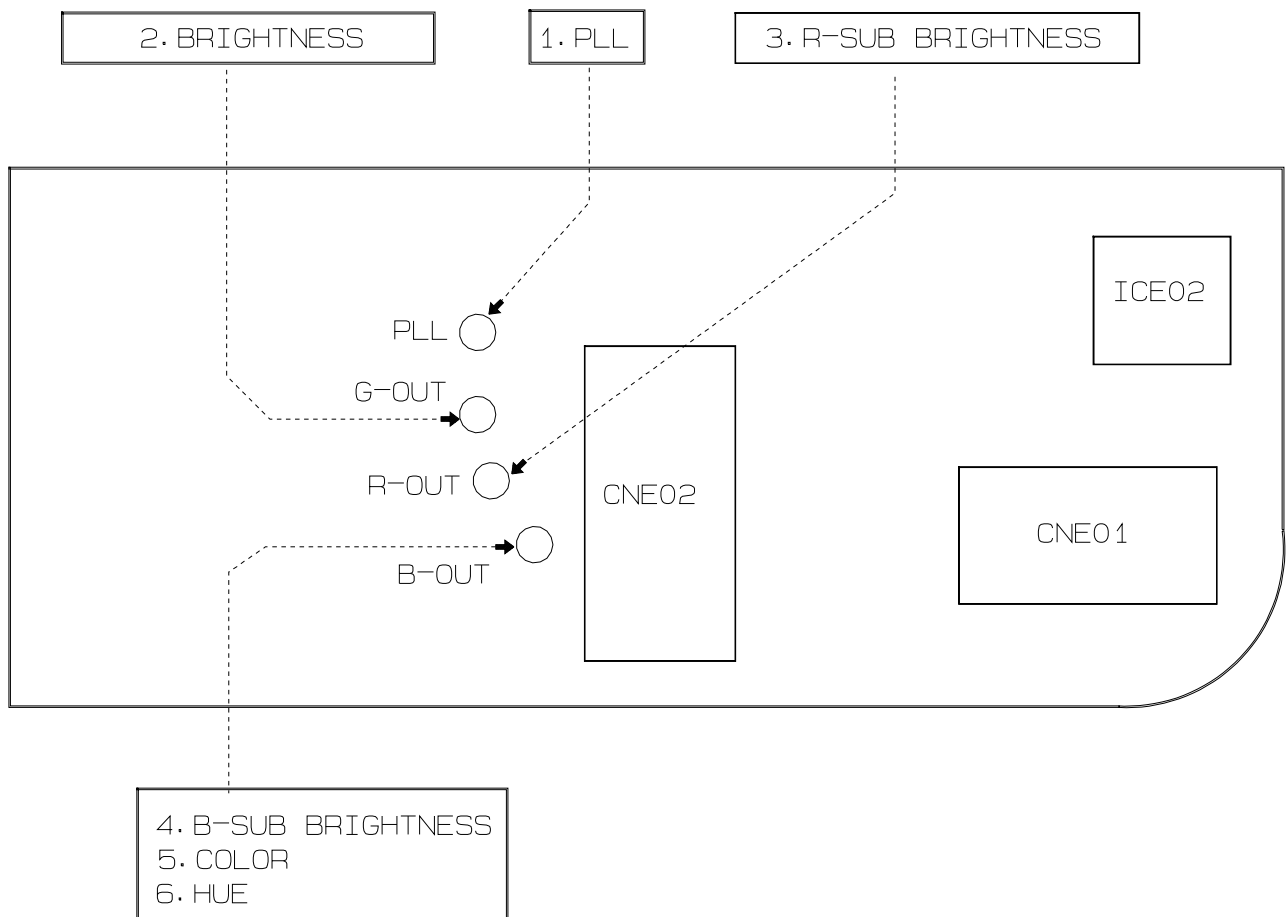 2. BRIGHTNESS
1. PLL
3. R-SUB BRIGHTNESS
ICE02
PLL
G-OUT
R-OUT
CNE02
CNE01
B-OUT
4. B-SUB BRIGHTNESS
5. COLOR
6. HUE